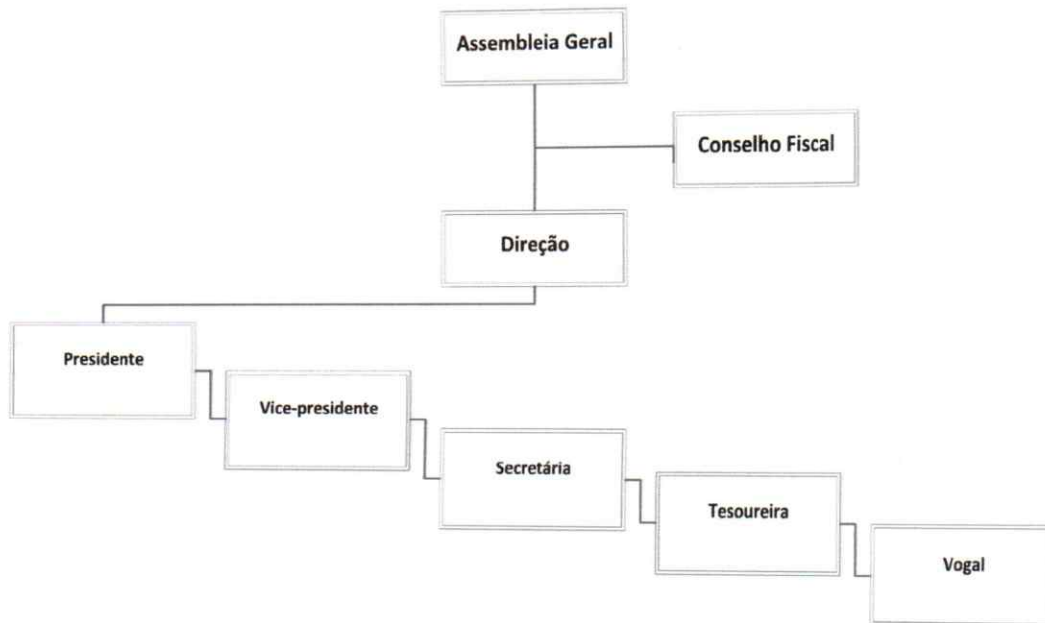 Assembleia Geral
Conselho Fiscal
Direção
Presidente
Vice-presidente
Secretária
Tesoureira
Vogal